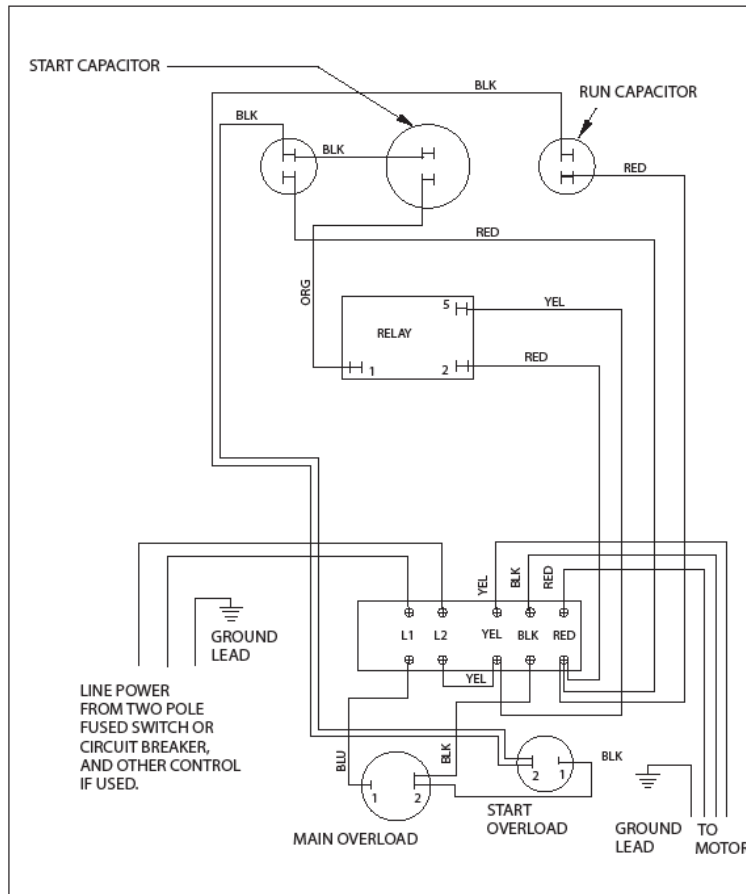 START CAPACITOR
BLK
RUN CAPACITOR
BLK
BLK
RED
RED
ORG
5
YEL
RELAY
RED
1
2
YEL
BLK
RED
L1
L2
YEL
BLK
RED
GROUND
LEAD
YEL
LINE POWER
FROM TWO POLE
FUSED SWITCH OR
CIRCUIT BREAKER,
AND OTHER CONTROL
IF USED.
BLU
BLK
BLK
1
2
2
1
MAIN OVERLOAD
START
OVERLOAD
GROUND
LEAD
TO
MOTOR